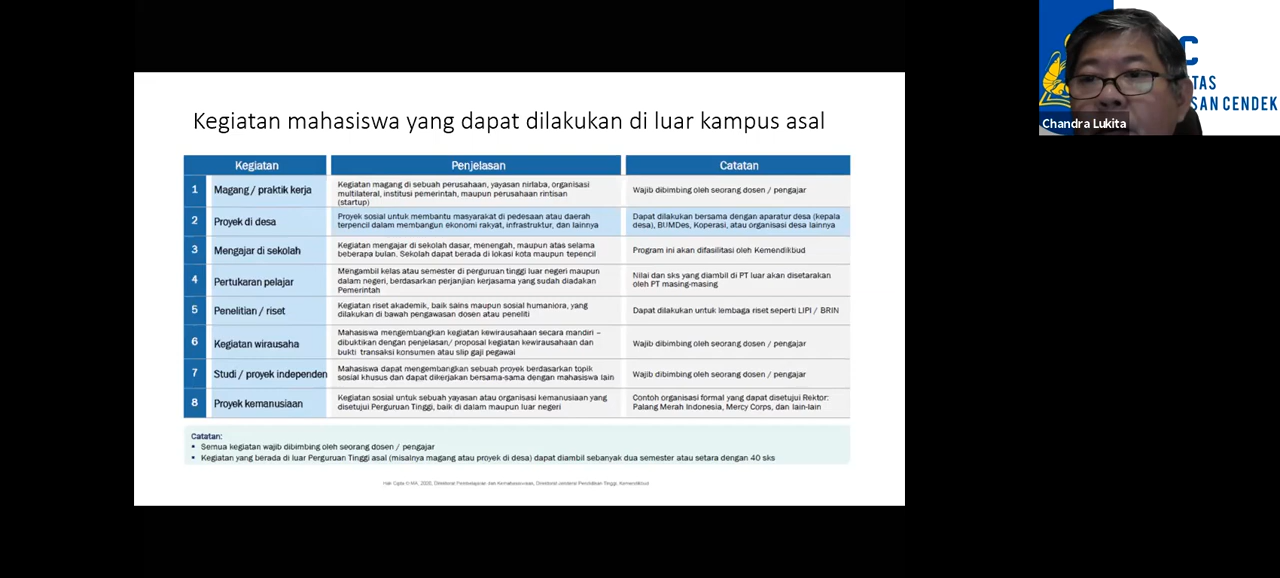 Kegiatan mahasiswa yang dapat dilakukan di luar kampus asal
Kegiatan
Penjelasan
Catatan
1
Magang / praktik kerja
Kegiatan magang di sebuah perusahaan, yayasan nirlaba, organisasi
multilateral, institusi pemerintah, maupun perusahaan rintisan
(startup)
Wajib dibimbing oleh seorang dosen / pengajar
2
Proyek di desa
Proyek sosial untuk membantu masyarakat di pedesaan atau daerah
terpencil dalam membangun ekonomi rakyat, infrastruktur, dan lainnya
Dapat dilakukan bersama dengan aparatur desa (kepala
desa), BUMDes, Koperasi, atau organisasi desa lainnya
3
Mengajar di sekolah
Kegiatan mengajar di sekolah dasar, menengah, maupun atas selama
beberapa bulan. Sekolah dapat berada di lokasi kota maupun tepencil
Program ini akan difasilitasi oleh Kemendikbud
4
Pertukaran pelajar
Mengambil kelas atau semester di perguruan tinggi luar negeri maupun
dalam negeri, berdasarkan perjanjian kerjasama yang sudah diadakan
Pemerintah
Nilai dan sks yang diambil di PT luar akan disetarakan
oleh PT masing-masing
5
Penelitian / riset
Kegiatan riset akademik, baik sains maupun sosial humaniora, yang
dilakukan di bawah pengawasan dosen atau peneliti
Dapat dilakukan untuk lembaga riset seperti LIPI / BRIN
6
Kegiatan wirausaha
Mahasiswa mengembangkan kegiatan kewirausahaan secara mandiri –
dibuktikan dengan penjelasan/ proposal kegiatan kewirausahaan dan
bukti transaksi konsumen atau slip gaji pegawai
Wajib dibimbing oleh seorang dosen / pengajar
7
Studi / proyek independen
Mahasiswa dapat mengembangkan sebuah proyek berdasarkan topik
sosial khusus dan dapat dikerjakan bersama-sama dengan mahasiswa lain
Wajib dibimbing oleh seorang dosen / pengajar
8
Proyek kemanusiaan
Kegiatan sosial untuk sebuah yayasan atau organisasi kemanusiaan yang
disetujui Perguruan Tinggi, baik di dalam maupun luar negeri
Contoh organisasi formal yang dapat disetujui Rektor:
Palang Merah Indonesia, Mercy Corps, dan lain-lain
Catatan:
▪ Semua kegiatan wajib dibimbing oleh seorang dosen / pengajar
▪ Kegiatan yang berada di luar Perguruan Tinggi asal (misalnya magang atau proyek di desa) dapat diambil sebanyak dua semester atau setara dengan 40 sks
C
TAS
SAN CENDEK
Chandra Lukita